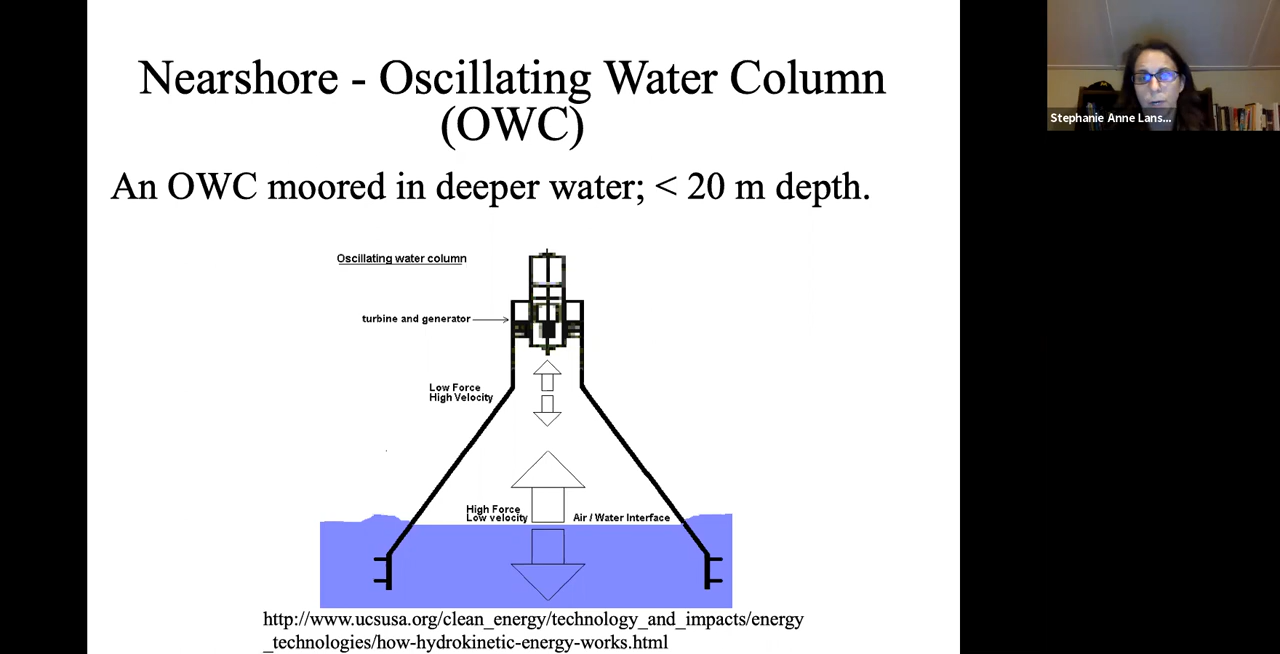 Nearshore - Oscillating Water Column
(OWC)
An OWC moored in deeper water; < 20 m depth.
Oscillating water column
turbine and generator
Low Force
High Velocity
High Force
Low velocity
Air / Water Interface
http://www.ucsusa.org/clean_energy/technology_and_impacts/energy
_technologies/how-hydrokinetic-energy-works.html
Stephanie Anne Lans...